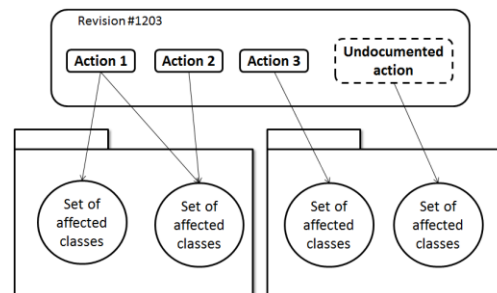 Revision #1203
Action 1
Action 2
Action 3
Undocumented
action
Set of
affected
classes
Set of
affected
classes
Set of
affected
classes
Set of
affected
classes